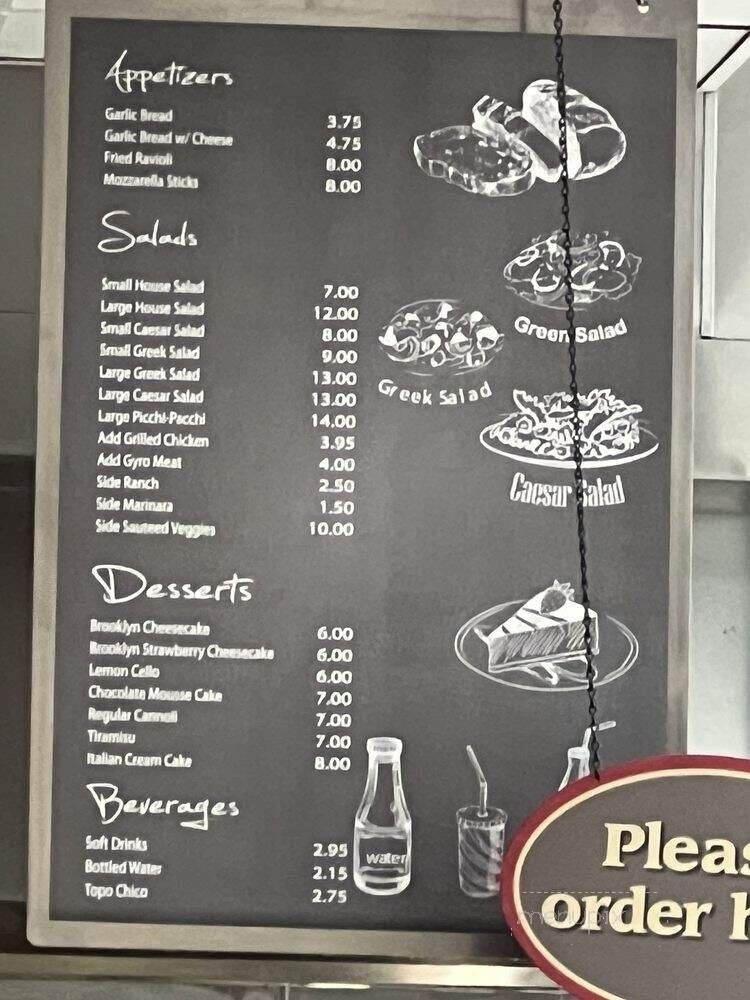 Appetizers
Garlic Bread 3.75
Garlic Bread w/ Cheese 4.75
Fried Ravioli 8.00
Mozzarella Sticks 8.00
Salads
Small House Salad 7.00
Large House Salad 12.00
Small Caesar Salad 8.00
Small Greek Salad 9.00
Large Greek Salad 13.00
Large Caesar Salad 13.00
Large Picchi-Pacchi 14.00
Add Grilled Chicken 3.95
Add Gyro Meat 4.00
Side Ranch 2.50
Side Marinara 1.50
Side Sauteed Veggies 10.00
Green Salad
Greek Salad
Caesar Salad
Desserts
Brooklyn Cheesecake 6.00
Brooklyn Strawberry Cheesecake 6.00
Lemon Cello 6.00
Chocolate Mousse Cake 7.00
Regular Cannoli 7.00
Tiramisu 7.00
Italian Cream Cake 8.00
Beverages
Soft Drinks 2.95
Bottled Water 2.15
Topo Chico 2.75
water
Pleas
order h